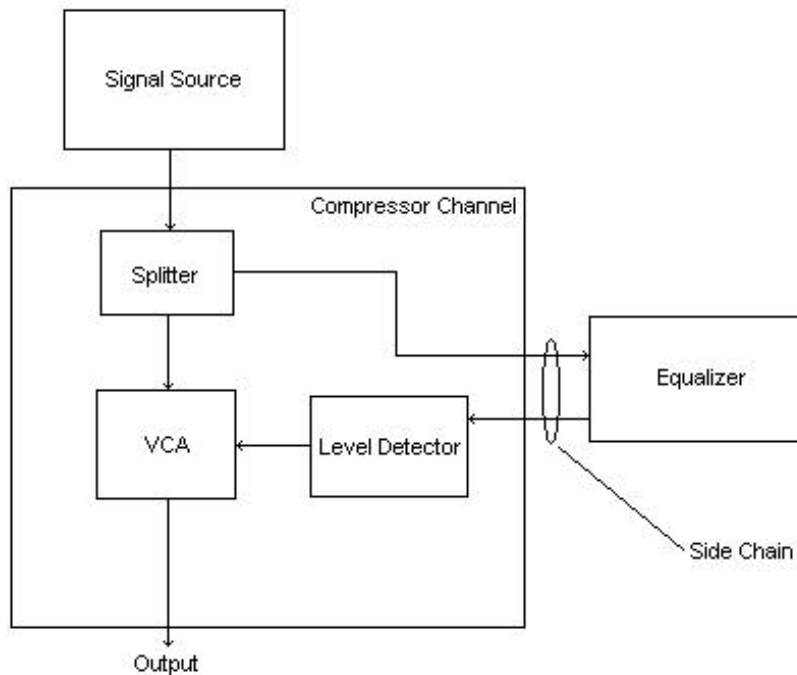 Signal Source
Compressor Channel
Splitter
Equalizer
VCA
Level Detector
Side Chain
Output